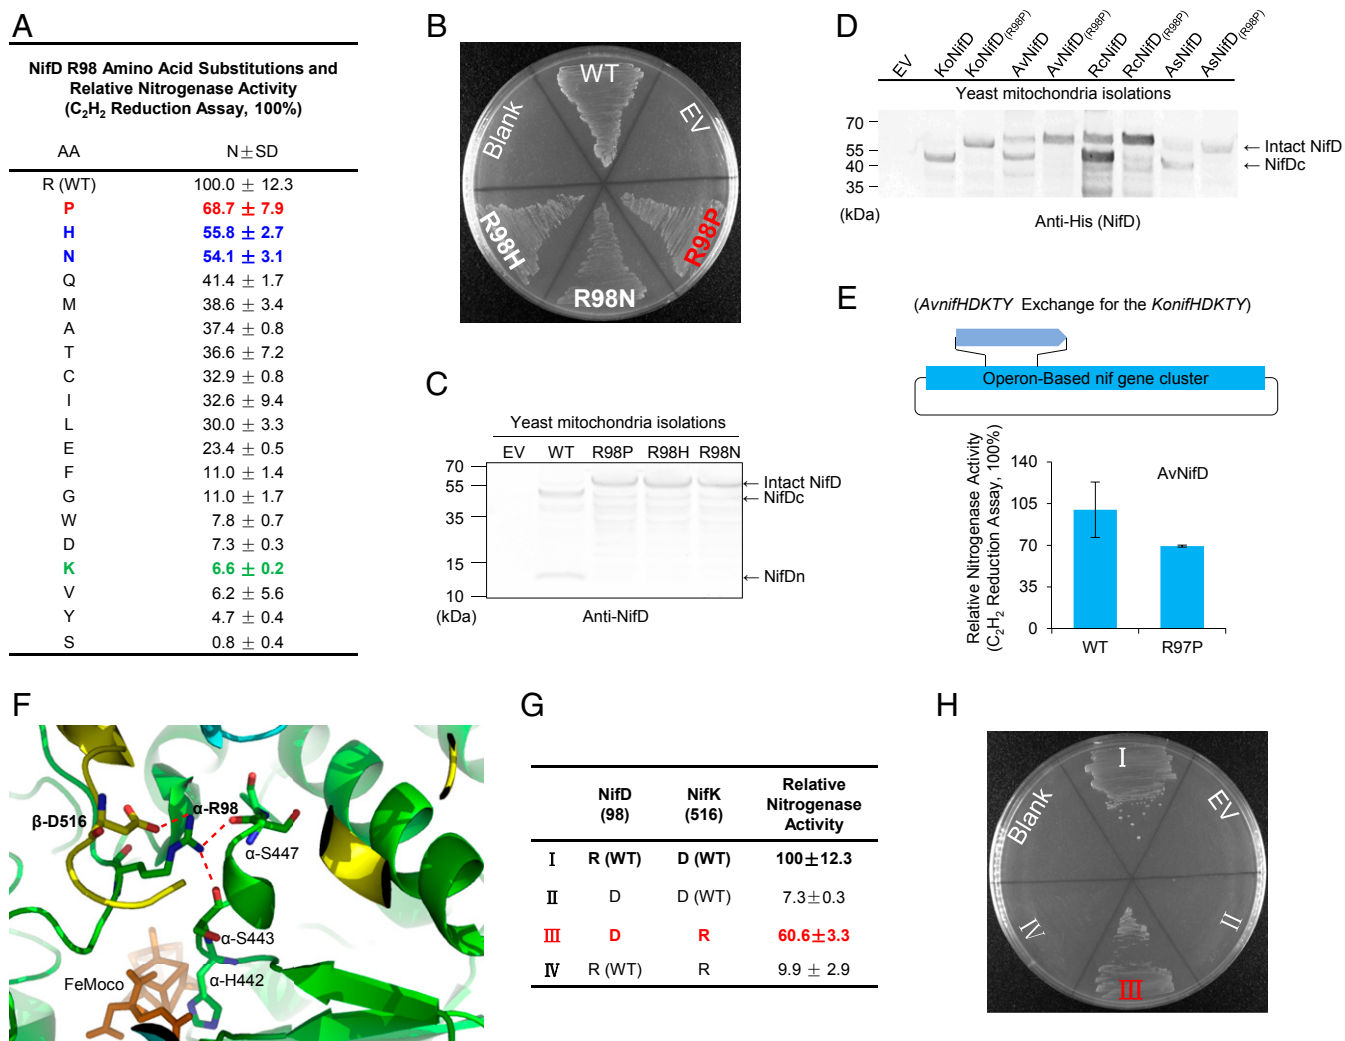 A
NifD R98 Amino Acid Substitutions and
Relative Nitrogenase Activity
(C₂H₂ Reduction Assay, 100%)
AA N±SD
R (WT) 100.0 ± 12.3
P 68.7 ± 7.9
H 55.8 ± 2.7
N 54.1 ± 3.1
Q 41.4 ± 1.7
M 38.6 ± 3.4
A 37.4 ± 0.8
T 36.6 ± 7.2
C 32.9 ± 0.8
I 32.6 ± 9.4
L 30.0 ± 3.3
E 23.4 ± 0.5
F 11.0 ± 1.4
G 11.0 ± 1.7
W 7.8 ± 0.7
D 7.3 ± 0.3
K 6.6 ± 0.2
V 6.2 ± 5.6
Y 4.7 ± 0.4
S 0.8 ± 0.4
B
WT
EV
R98P
R98N
R98H
Blank
C
Yeast mitochria isolations
EV WT R98P R98H R98N
70
55
35
15
10
(kDa)
← Intact NifD
← NifDc
← NifDn
Anti-NifD
D
EV KoNifD KoNifD(R98P) AvNifD AvNifD(R98P) RcNifD RcNifD(R98P) AsNifD AsNifD(R98P)
Yeast mitochria isolations
70
55
40
35
(kDa)
← Intact NifD
← NifDc
Anti-His (NifD)
E
(AvnifHDKTY Exchange for the KonifHDKTY)
Operon-Based nif gene cluster
Relative Nitrogenase Activity
(C₂H₂ Reduction Assay, 100%)
140
105
70
35
0
AvNifD
WT R97P
F
β-D516
α-R98
α-S447
α-S443
α-H442
FeMoco
G
NifD (98) NifK (516) Relative Nitrogenase Activity
I R (WT) D (WT) 100±12.3
II D D (WT) 7.3±0.3
III D R 60.6±3.3
IV R (WT) R 9.9 ± 2.9
H
I
EV
II
III
IV
Blank